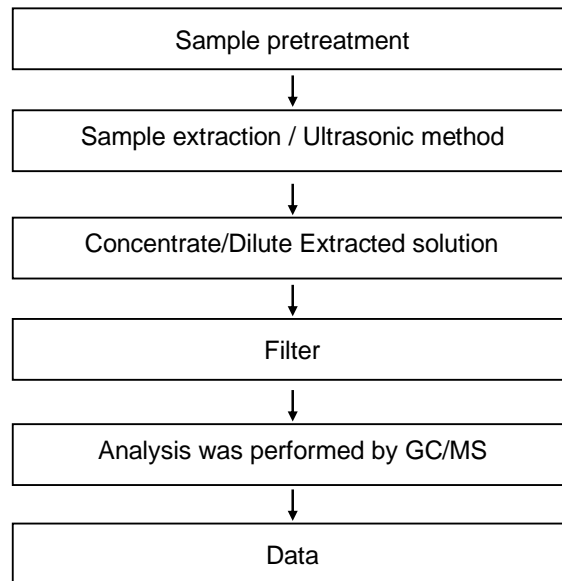 Sample pretreatment
Sample extraction / Ultrasonic method
Concentrate/Dilute Extracted solution
Filter
Analysis was performed by GC/MS
Data